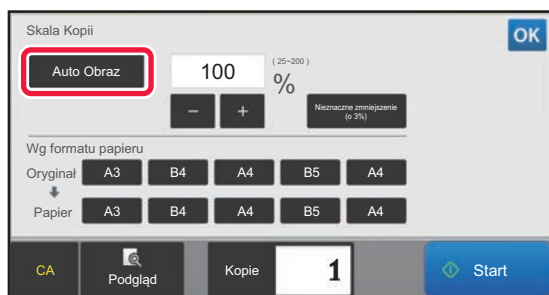 Skala Kopii
OK
Auto Obraz
100
(25~200)
%
−
+
Nieznaczne zmniejszenie
(o 3%)
Wg formatu papieru
Oryginał A3 B4 A4 B5 A4
Papier A3 B4 A4 B5 A4
CA
Podgląd
Kopie
1
Start